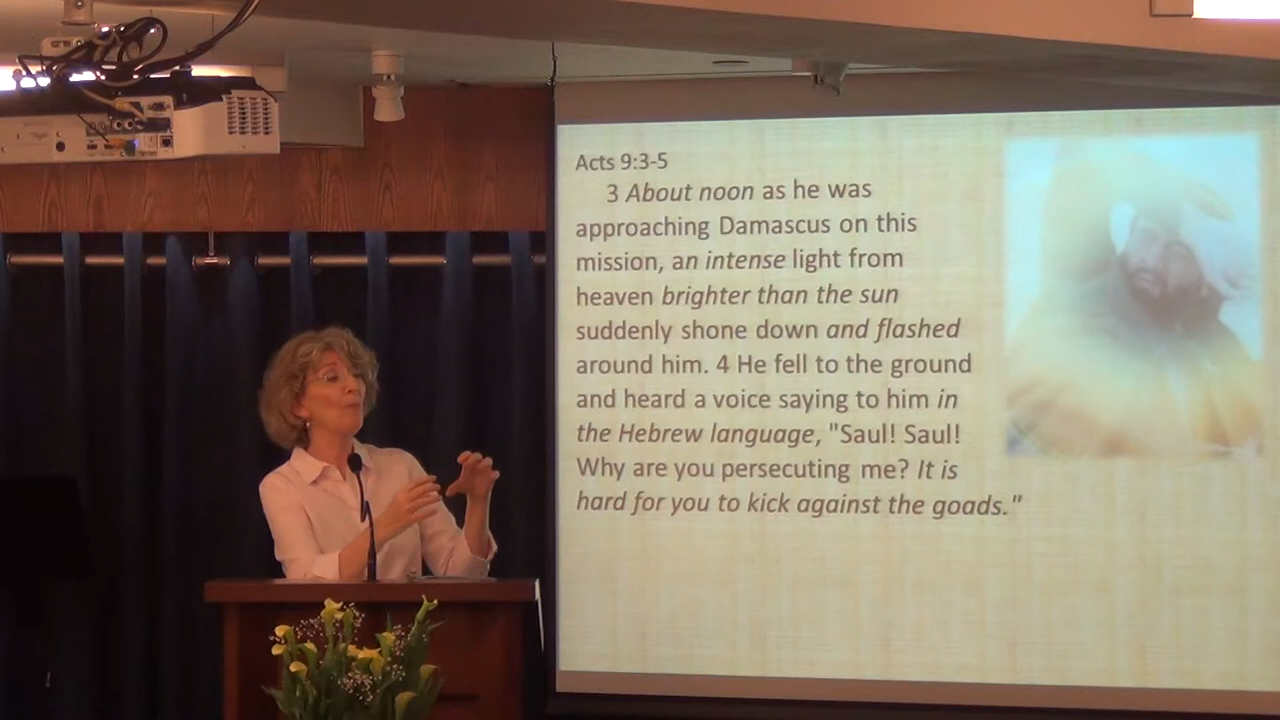 Acts 9:3-5
3 About noon as he was
approaching Damascus on this
mission, an intense light from
heaven brighter than the sun
suddenly shone down and flashed
around him. 4 He fell to the ground
and heard a voice saying to him in
the Hebrew language, "Saul! Saul!
Why are you persecuting me? It is
hard for you to kick against the goads."